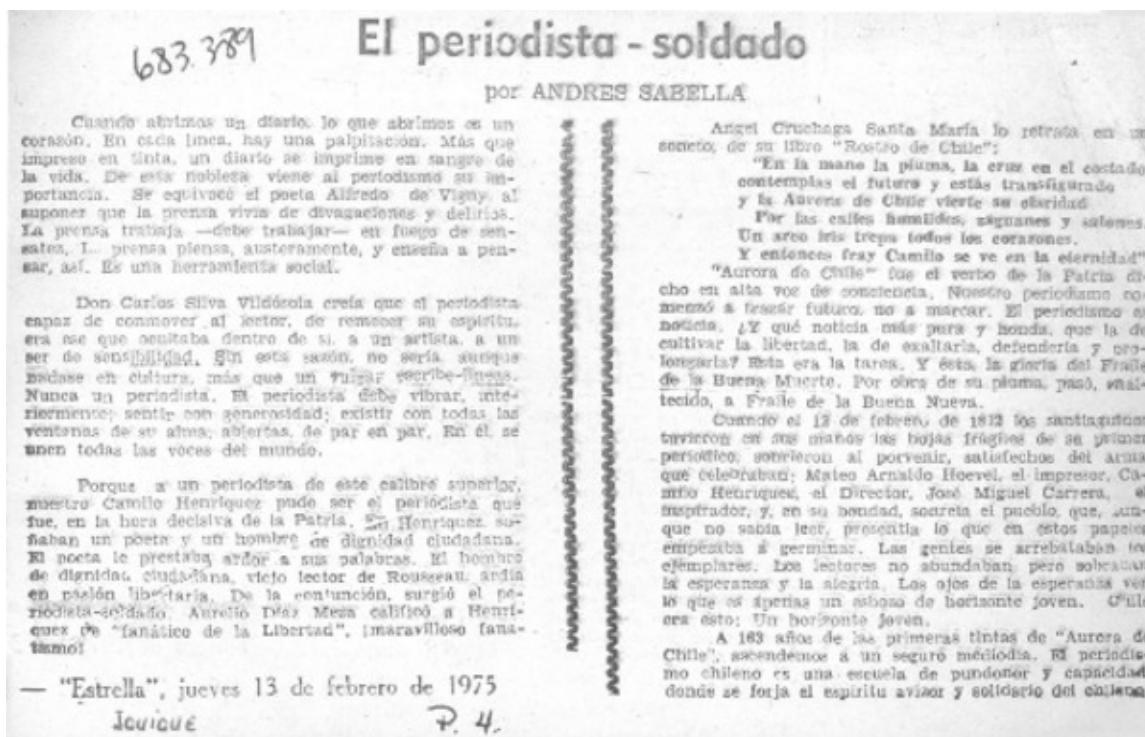 683.389
El periodista - soldado
por ANDRES SABELLA
Cuando abrimos un diario, lo que abrimos es un
corazón. En cada línea, hay una palpitación. Más que
impreso en tinta, un diario se imprime en sangre de
la vida. De esta nobleza viene al periodismo su im-
portancia. Se equivocó el poeta Alfredo de Vigny, al
suponer que la prensa vivía de divagaciones y delirios.
La prensa trabaja —debe trabajar— en fuego de sen-
satez. L. prensa piensa, austeramente, y enseña a pen-
sar, así. Es una herramienta social.
Don Carlos Silva Vildósola creía que el periodista
capaz de conmover al lector, de remecer su espíritu,
era ese que ocultaba dentro de sí, a un artista, a un
ser de sensibilidad. Sin esta sazón, no sería, aunque
nadase en cultura, más que un vulgar escribe-líneas.
Nunca un periodista. El periodista debe vibrar, inte-
riormente; sentir con generosidad; existir con todas las
ventanas de su alma, abiertas, de par en par. En él, se
unen todas las voces del mundo.
Porque a un periodista de este calibre superior,
nuestro Camilo Henríquez pudo ser el periodista que
fue, en la hora decisiva de la Patria. En Henríquez so-
ñaban un poeta y un hombre de dignidad ciudadana.
El poeta le prestaba ardor a sus palabras. El hombre
de dignidad ciudadana, viejo lector de Rousseau, ardía
en pasión libertaria. De la conjunción, surgió el pe-
riodista-soldado. Aurelio Díaz Meza calificó a Henrí-
quez de "fanático de la Libertad", ¡maravilloso fana-
tismo!
— "Estrella", jueves 13 de febrero de 1975
Iquique P. 4.
Angel Cruchaga Santa María lo retrata en un
soneto, de su libro "Rostro de Chile":
"En la mano la pluma, la cruz en el costado
contemplas el futuro y estás transfigurado
y la Aurora de Chile vierte su claridad
Por las calles humildes, zaguanes y salones.
Un arco iris trepa todos los corazones.
Y entonces fray Camilo se ve en la eternidad"
"Aurora de Chile" fue el verbo de la Patria di-
cho en alta voz de conciencia. Nuestro periodismo co-
menzó a trazar futuro, no a marcar. El periodismo es
noticia. ¿Y qué noticia más pura y honda, que la de
cultivar la libertad, la de exaltarla, defenderla y pro-
longarla? Esta era la tarea. Y ésta, la gloria del Fraile
de la Buena Muerte. Por obra de su pluma, pasó, enal-
tecido, a Fraile de la Buena Nueva.
Cuando el 13 de febrero de 1812 los santiaguinos
tuvieron en sus manos las hojas frágiles de su primer
periódico, sonrieron al porvenir, satisfechos del arma
que celebraban: Mateo Arnaldo Hoevel, el impresor, Ca-
milo Henríquez, el Director, José Miguel Carrera, el
inspirador, y, en su bondad, secreta el pueblo, que, aun-
que no sabía leer, presentía lo que en estos papeles
empezaba a germinar. Las gentes se arrebataban los
ejemplares. Los lectores no abundaban pero sobraban
la esperanza y la alegría. Los ojos de la esperanza ven
lo que es apenas un esbozo de horizonte joven. Chile
era esto: Un horizonte joven.
A 163 años de las primeras tintas de "Aurora de
Chile", ascendemos a un seguro mediodía. El periodis-
mo chileno es una escuela de pundonor y capacidad
donde se forja el espíritu avizor y solidario del chileno